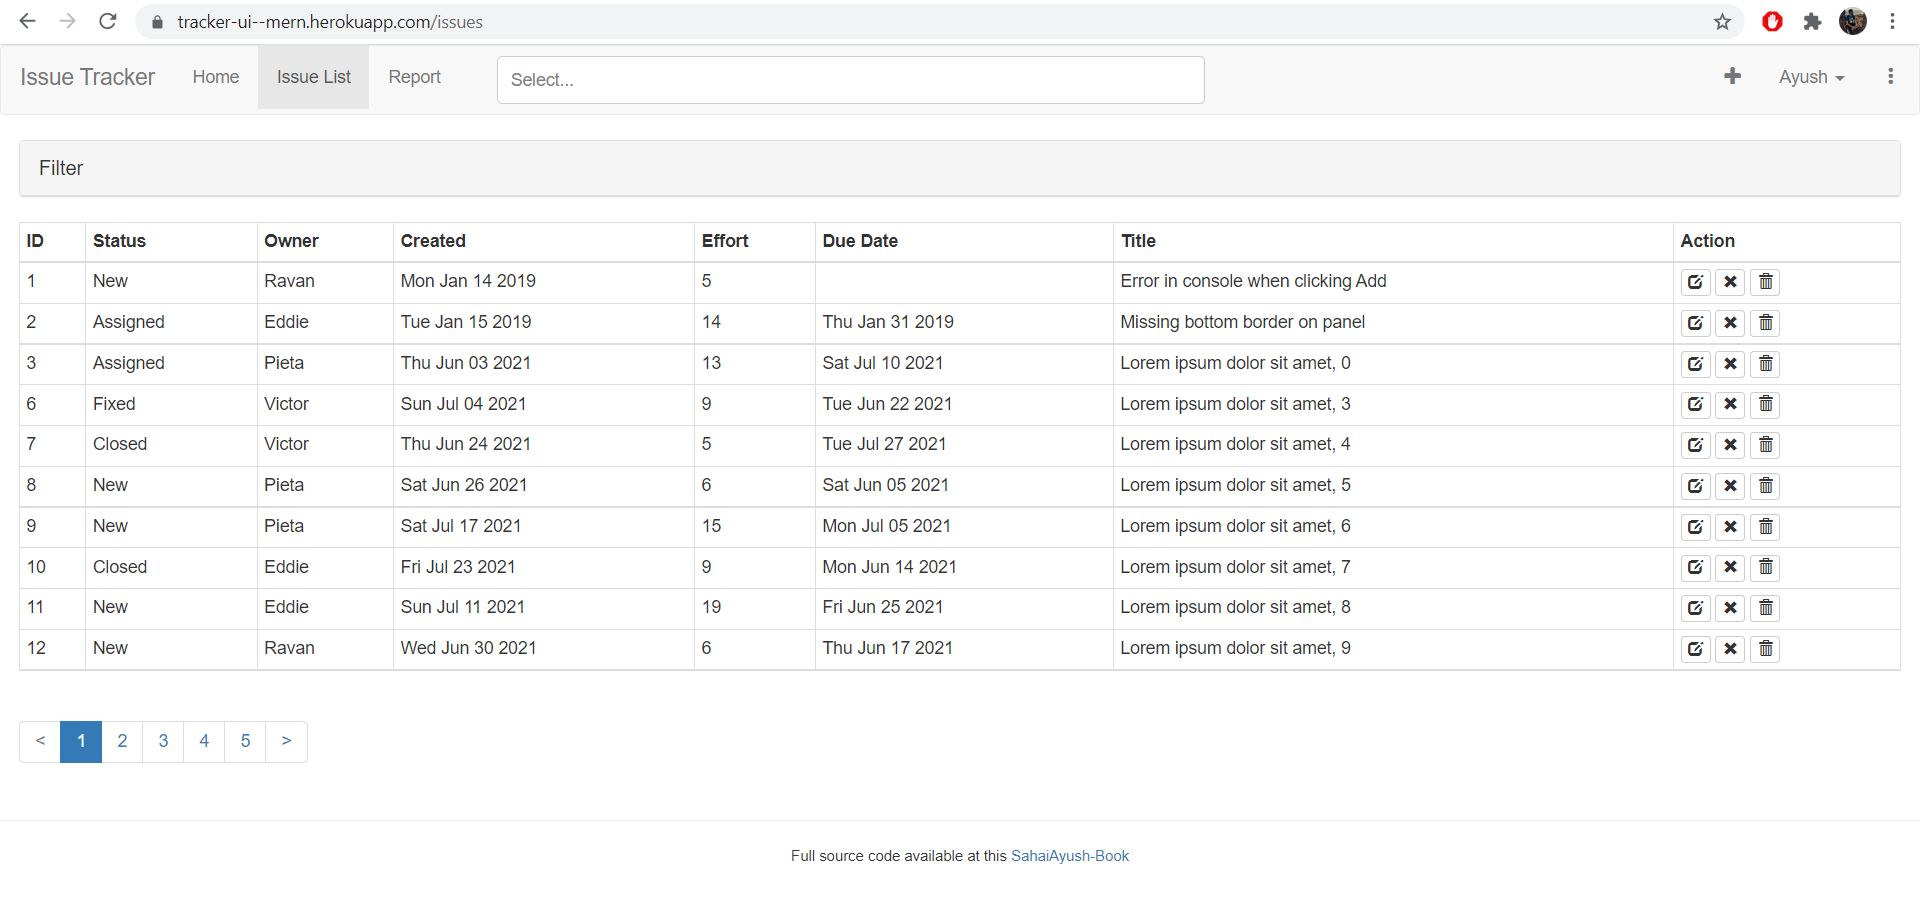 tracker-ui--mern.herokuapp.com/issues
Issue Tracker Home Issue List Report Select... Ayush
Filter
ID Status Owner Created Effort Due Date Title Action
1 New Ravan Mon Jan 14 2019 5 Error in console when clicking Add
2 Assigned Eddie Tue Jan 15 2019 14 Thu Jan 31 2019 Missing bottom border on panel
3 Assigned Pieta Thu Jun 03 2021 13 Sat Jul 10 2021 Lorem ipsum dolor sit amet, 0
6 Fixed Victor Sun Jul 04 2021 9 Tue Jun 22 2021 Lorem ipsum dolor sit amet, 3
7 Closed Victor Thu Jun 24 2021 5 Tue Jul 27 2021 Lorem ipsum dolor sit amet, 4
8 New Pieta Sat Jun 26 2021 6 Sat Jun 05 2021 Lorem ipsum dolor sit amet, 5
9 New Pieta Sat Jul 17 2021 15 Mon Jul 05 2021 Lorem ipsum dolor sit amet, 6
10 Closed Eddie Fri Jul 23 2021 9 Mon Jun 14 2021 Lorem ipsum dolor sit amet, 7
11 New Eddie Sun Jul 11 2021 19 Fri Jun 25 2021 Lorem ipsum dolor sit amet, 8
12 New Ravan Wed Jun 30 2021 6 Thu Jun 17 2021 Lorem ipsum dolor sit amet, 9
< 1 2 3 4 5 >
Full source code available at this SahaiAyush-Book